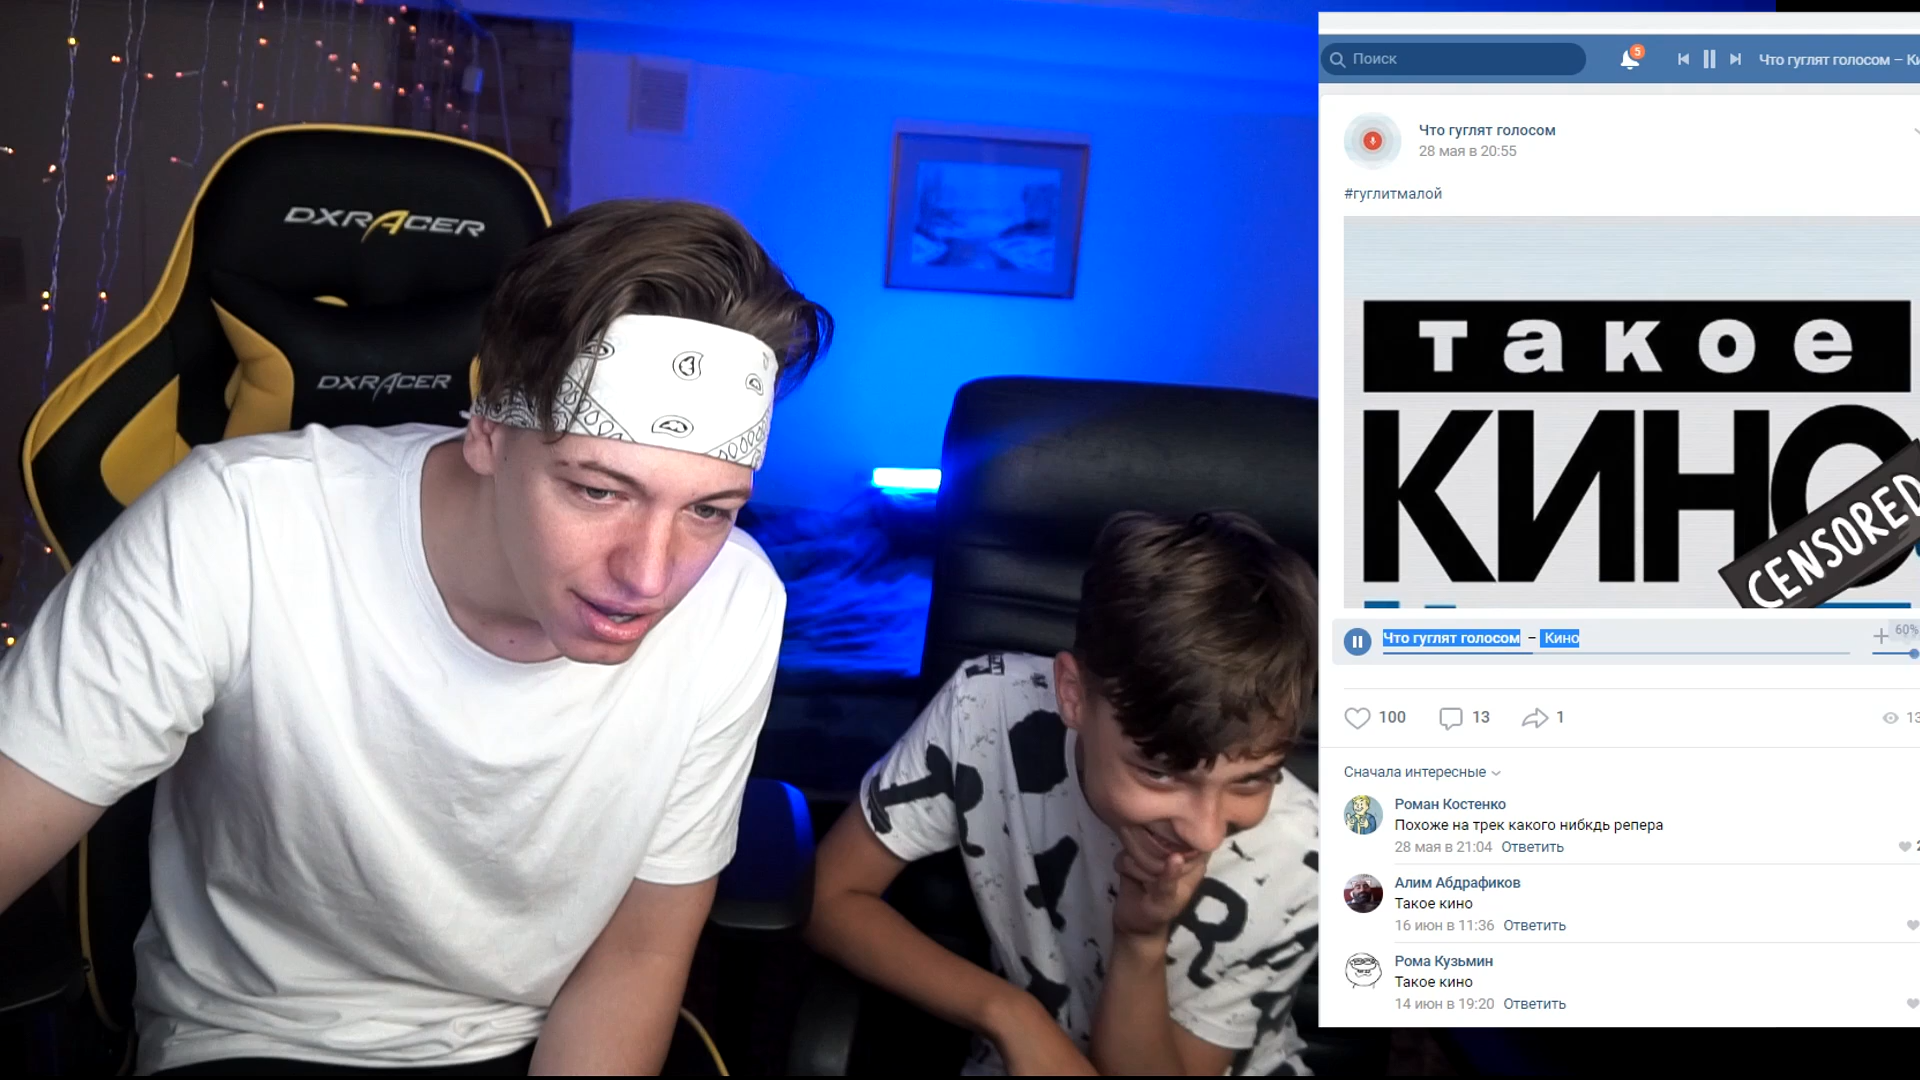 DXRACER
DXRACER
Поиск
5
Что гуглят голосом –
Что гуглят голосом
28 мая в 20:55
#гуглитмалой
такое
КИНО
CENSORED
Что гуглят голосом – Кино
60%
100
13
1
Сначала интересные
Роман Костенко
Похоже на трек какого нибкдь репера
28 мая в 21:04 Ответить
Алим Абдрафиков
Такое кино
16 июн в 11:36 Ответить
Рома Кузьмин
Такое кино
14 июн в 19:20 Ответить